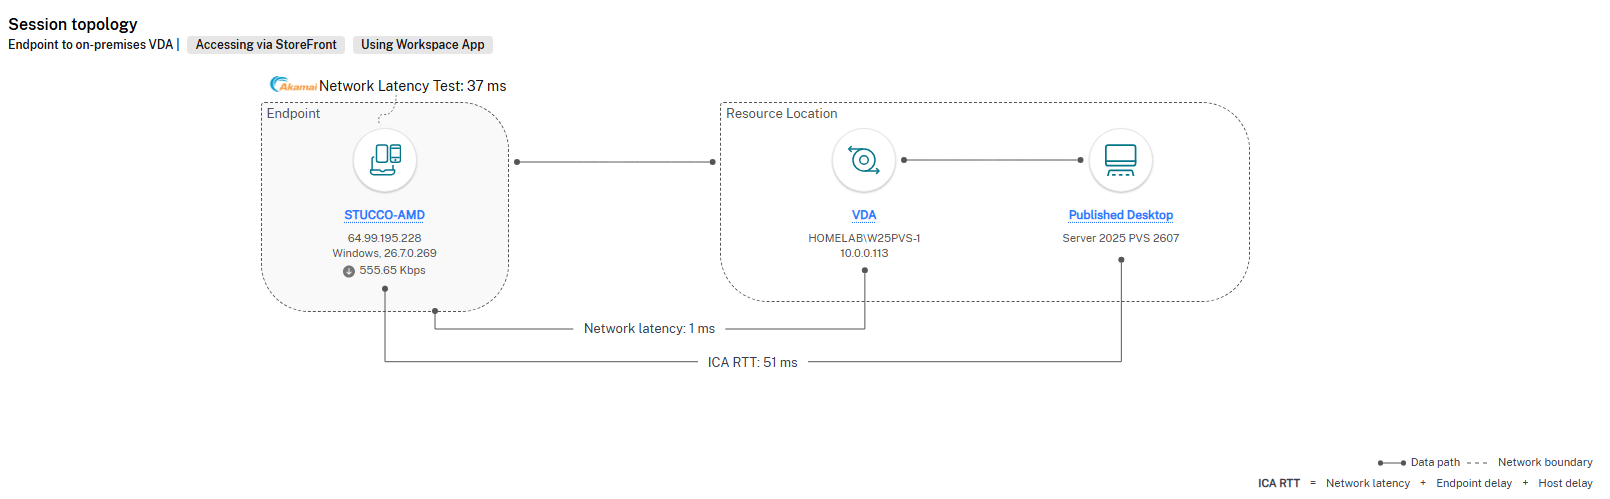 Session topology
Endpoint to on-premises VDA | Accessing via StoreFront Using Workspace App
Akamai Network Latency Test: 37 ms
Endpoint
Resource Location
STUCCO-AMD
64.99.195.228
Windows, 26.7.0.269
555.65 Kbps
VDA
HOMELAB\W25PVS-1
10.0.0.113
Published Desktop
Server 2025 PVS 2607
Network latency: 1 ms
ICA RTT: 51 ms
Data path Network boundary
ICA RTT = Network latency + Endpoint delay + Host delay